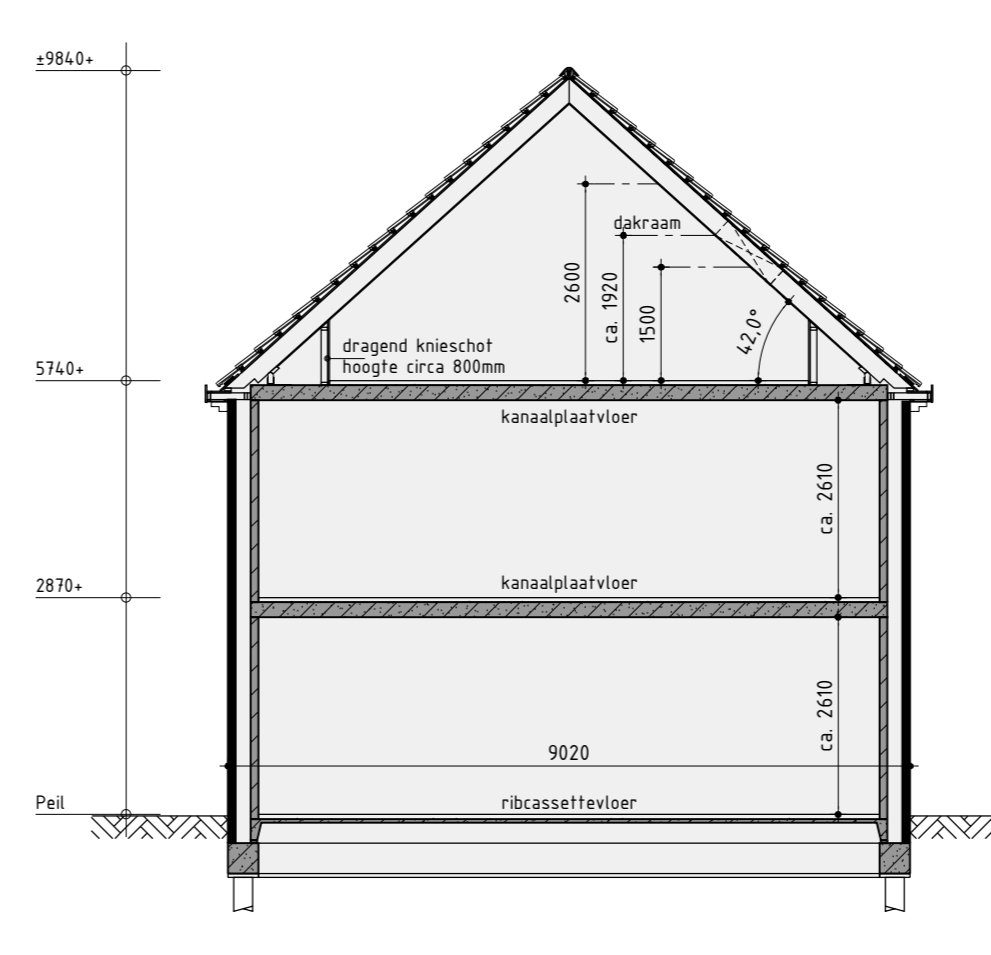 ±9840+
dakraam
2600
ca. 1920
1500
42,0°
dragend knieschot
hoogte circa 800mm
5740+
kanaalplaatvloer
ca. 2610
kanaalplaatvloer
2870+
ca. 2610
9020
Peil
ribcassettevloer